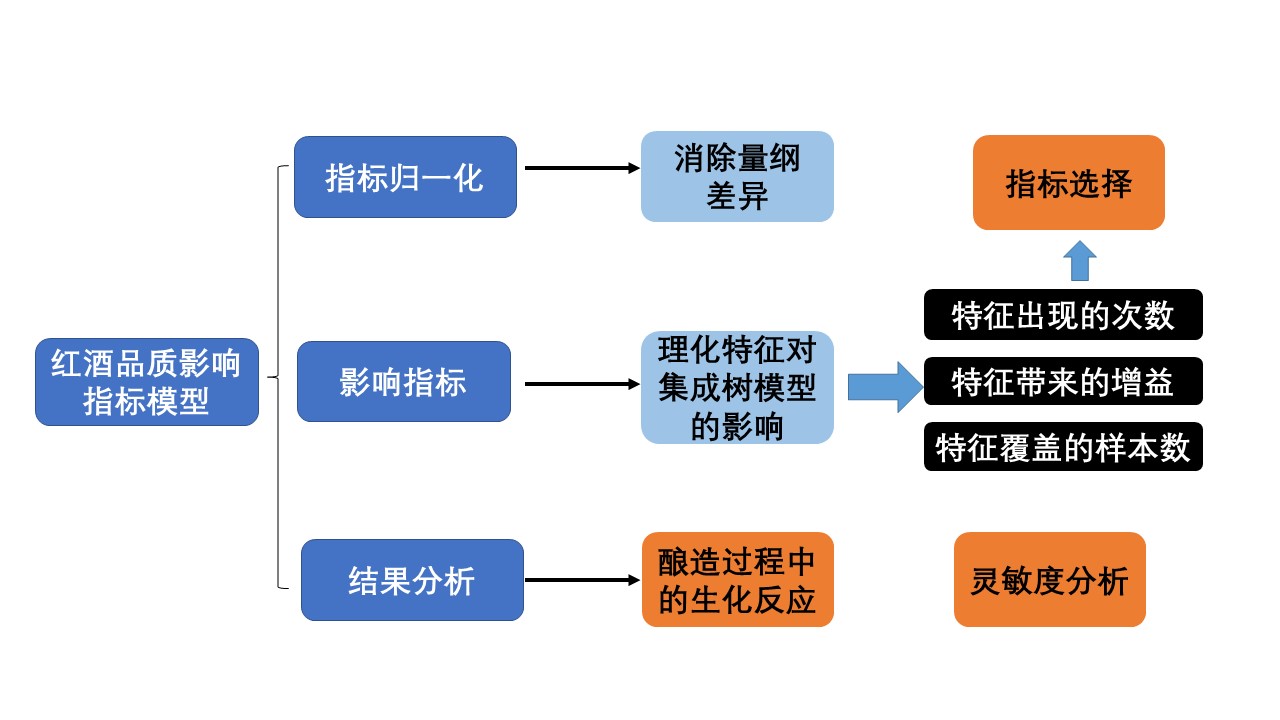 红酒品质影响
指标模型
指标归一化
消除量纲
差异
影响指标
理化特征对
集成树模型
的影响
特征出现的次数
特征带来的增益
特征覆盖的样本数
指标选择
结果分析
酿造过程中
的生化反应
灵敏度分析